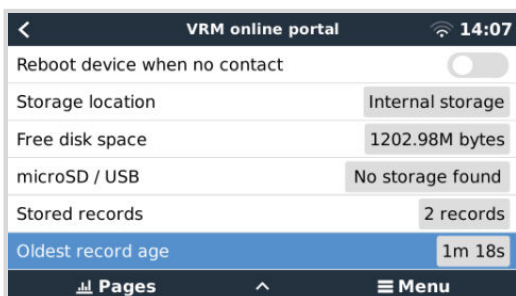 VRM online portal 14:07
Reboot device when no contact
Storage location Internal storage
Free disk space 1202.98M bytes
microSD / USB No storage found
Stored records 2 records
Oldest record age 1m 18s
Pages Menu